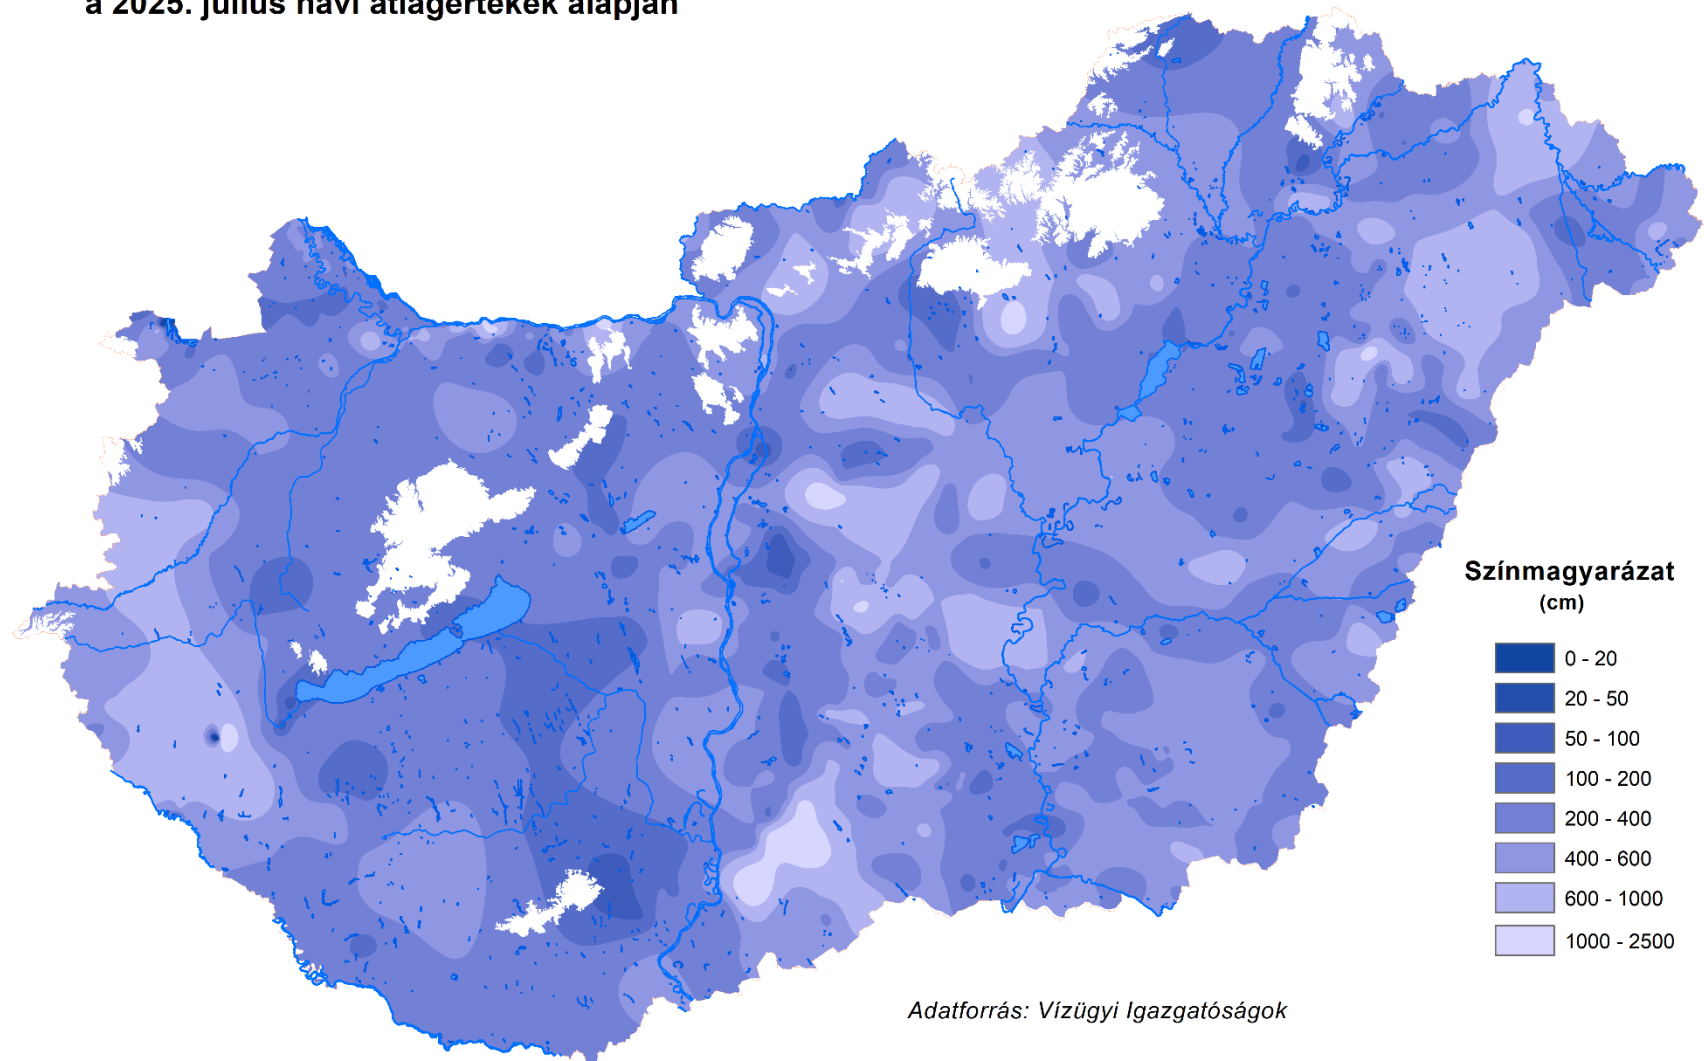 a 2025. július havi átlagértékek alapján
Színmagyarázat
(cm)
0 - 20
20 - 50
50 - 100
100 - 200
200 - 400
400 - 600
600 - 1000
1000 - 2500
Adatforrás: Vízügyi Igazgatóságok